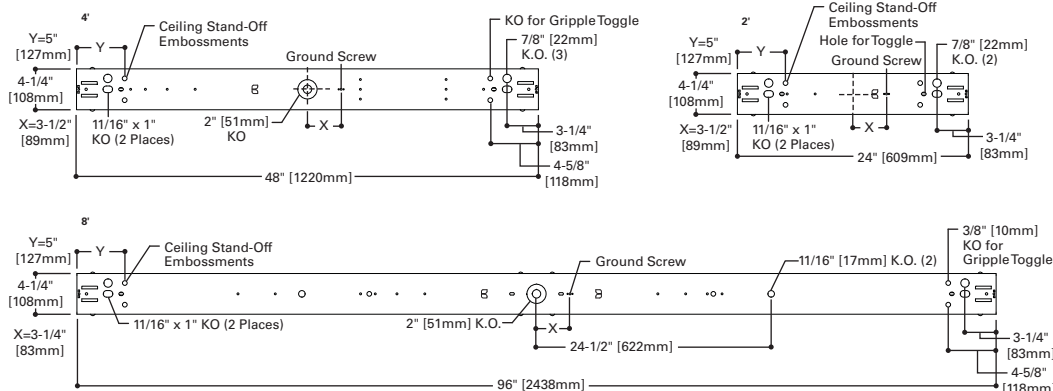 4'
Y=5"
[127mm]
Y
Ceiling Stand-Off
Embossments
4-1/4"
[108mm]
X=3-1/2"
[89mm]
11/16" x 1"
KO (2 Places)
2" [51mm]
KO
Ground Screw
X
KO for Gripple Toggle
7/8" [22mm]
K.O. (3)
3-1/4"
[83mm]
4-5/8"
[118mm]
48" [1220mm]
2'
Y=5"
[127mm]
Y
Ceiling Stand-Off
Embossments
Hole for Toggle
Ground Screw
7/8" [22mm]
K.O. (2)
4-1/4"
[108mm]
X=3-1/2"
[89mm]
11/16" x 1"
KO (2 Places)
X
3-1/4"
[83mm]
24" [609mm]
8'
Y=5"
[127mm]
Y
Ceiling Stand-Off
Embossments
4-1/4"
[108mm]
X=3-1/4"
[83mm]
11/16" x 1" KO (2 Places)
2" [51mm] K.O.
Ground Screw
X
24-1/2" [622mm]
11/16" [17mm] K.O. (2)
3/8" [10mm]
KO for
Gripple Toggle
3-1/4"
[83mm]
4-5/8"
[118mm]
96" [2438mm]